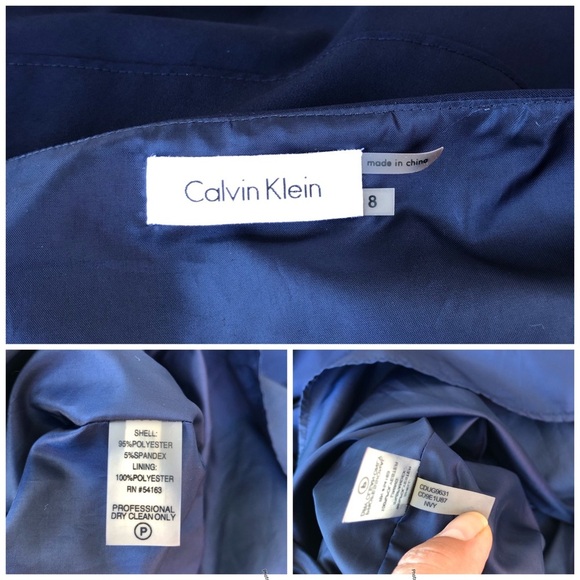 Calvin Klein
made in china
8
SHELL:
95%POLYESTER
5%SPANDEX
LINING:
100%POLYESTER
RN #54163
PROFESSIONAL
DRY CLEAN ONLY
P
CD9E1U87
NVY